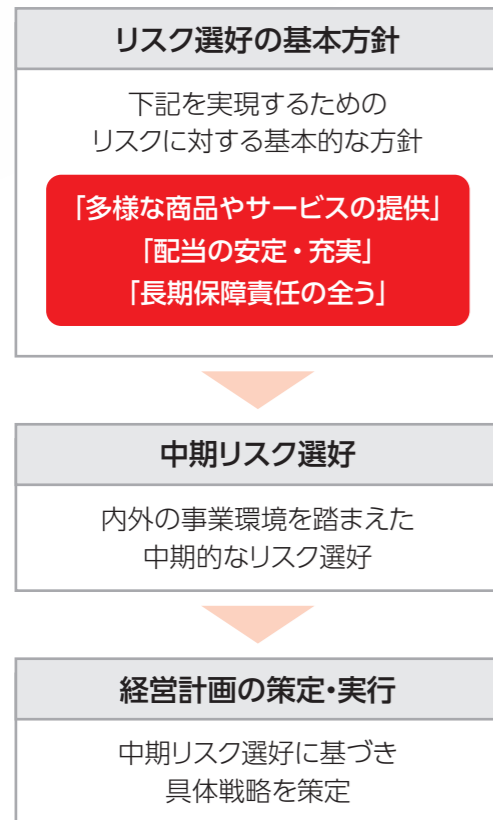 リスク選好の基本方針
下記を実現するための
リスクに対する基本的な方針
「多様な商品やサービスの提供」
「配当の安定・充実」
「長期保障責任の全う」
中期リスク選好
内外の事業環境を踏まえた
中期的なリスク選好
経営計画の策定・実行
中期リスク選好に基づき
具体戦略を策定